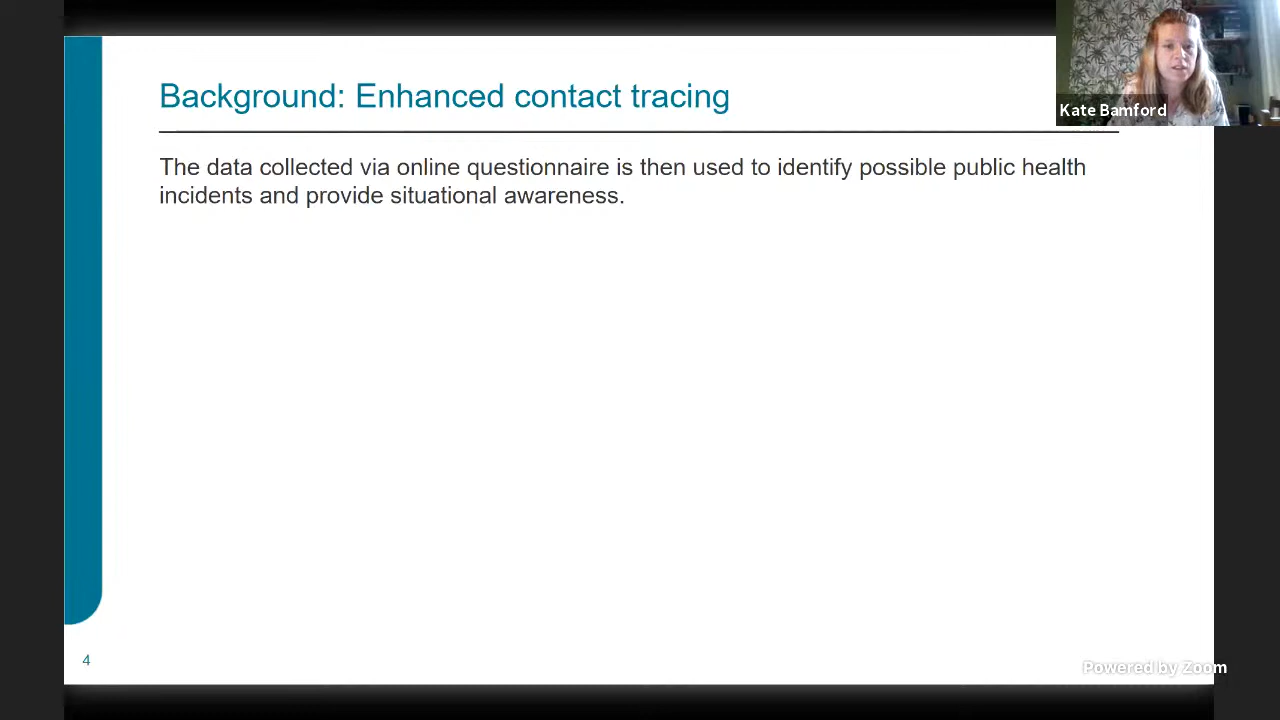 Background: Enhanced contact tracing
Kate Bamford
The data collected via online questionnaire is then used to identify possible public health
incidents and provide situational awareness.
4
Powered by Zoom